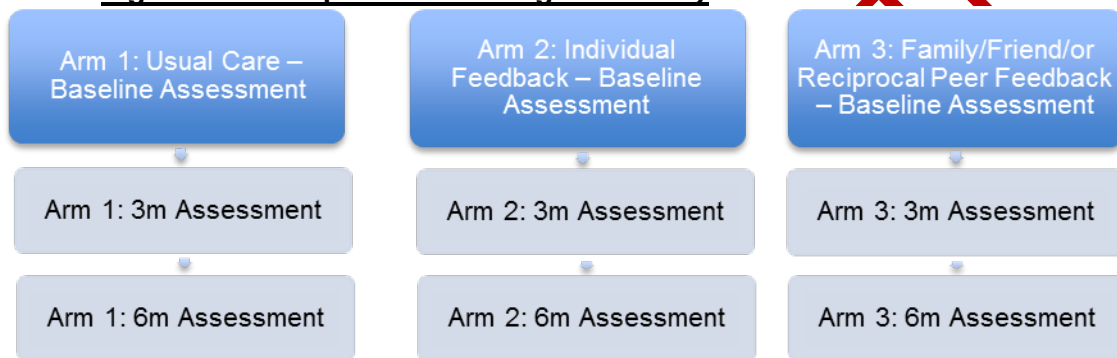 Arm 1: Usual Care –
Baseline Assessment
Arm 2: Individual
Feedback – Baseline
Assessment
Arm 3: Family/Friend/or
Reciprocal Peer Feedback
– Baseline Assessment
Arm 1: 3m Assessment
Arm 2: 3m Assessment
Arm 3: 3m Assessment
Arm 1: 6m Assessment
Arm 2: 6m Assessment
Arm 3: 6m Assessment